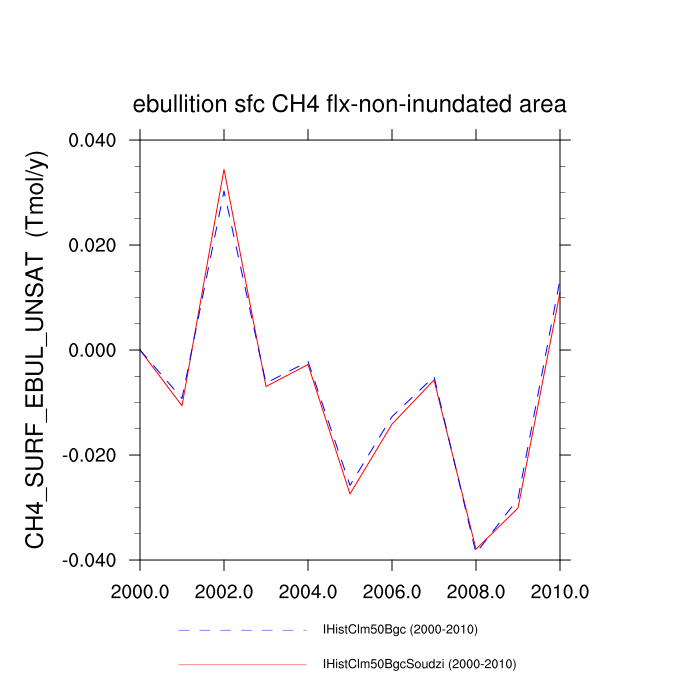 ebullition sfc CH4 flx-non-inundated area
CH4_SURF_EBUL_UNSAT (Tmol/y)
0.040
0.020
0.000
-0.020
-0.040
2000.0 2002.0 2004.0 2006.0 2008.0 2010.0
IHistClm50Bgc (2000-2010)
IHistClm50BgcSoudzi (2000-2010)